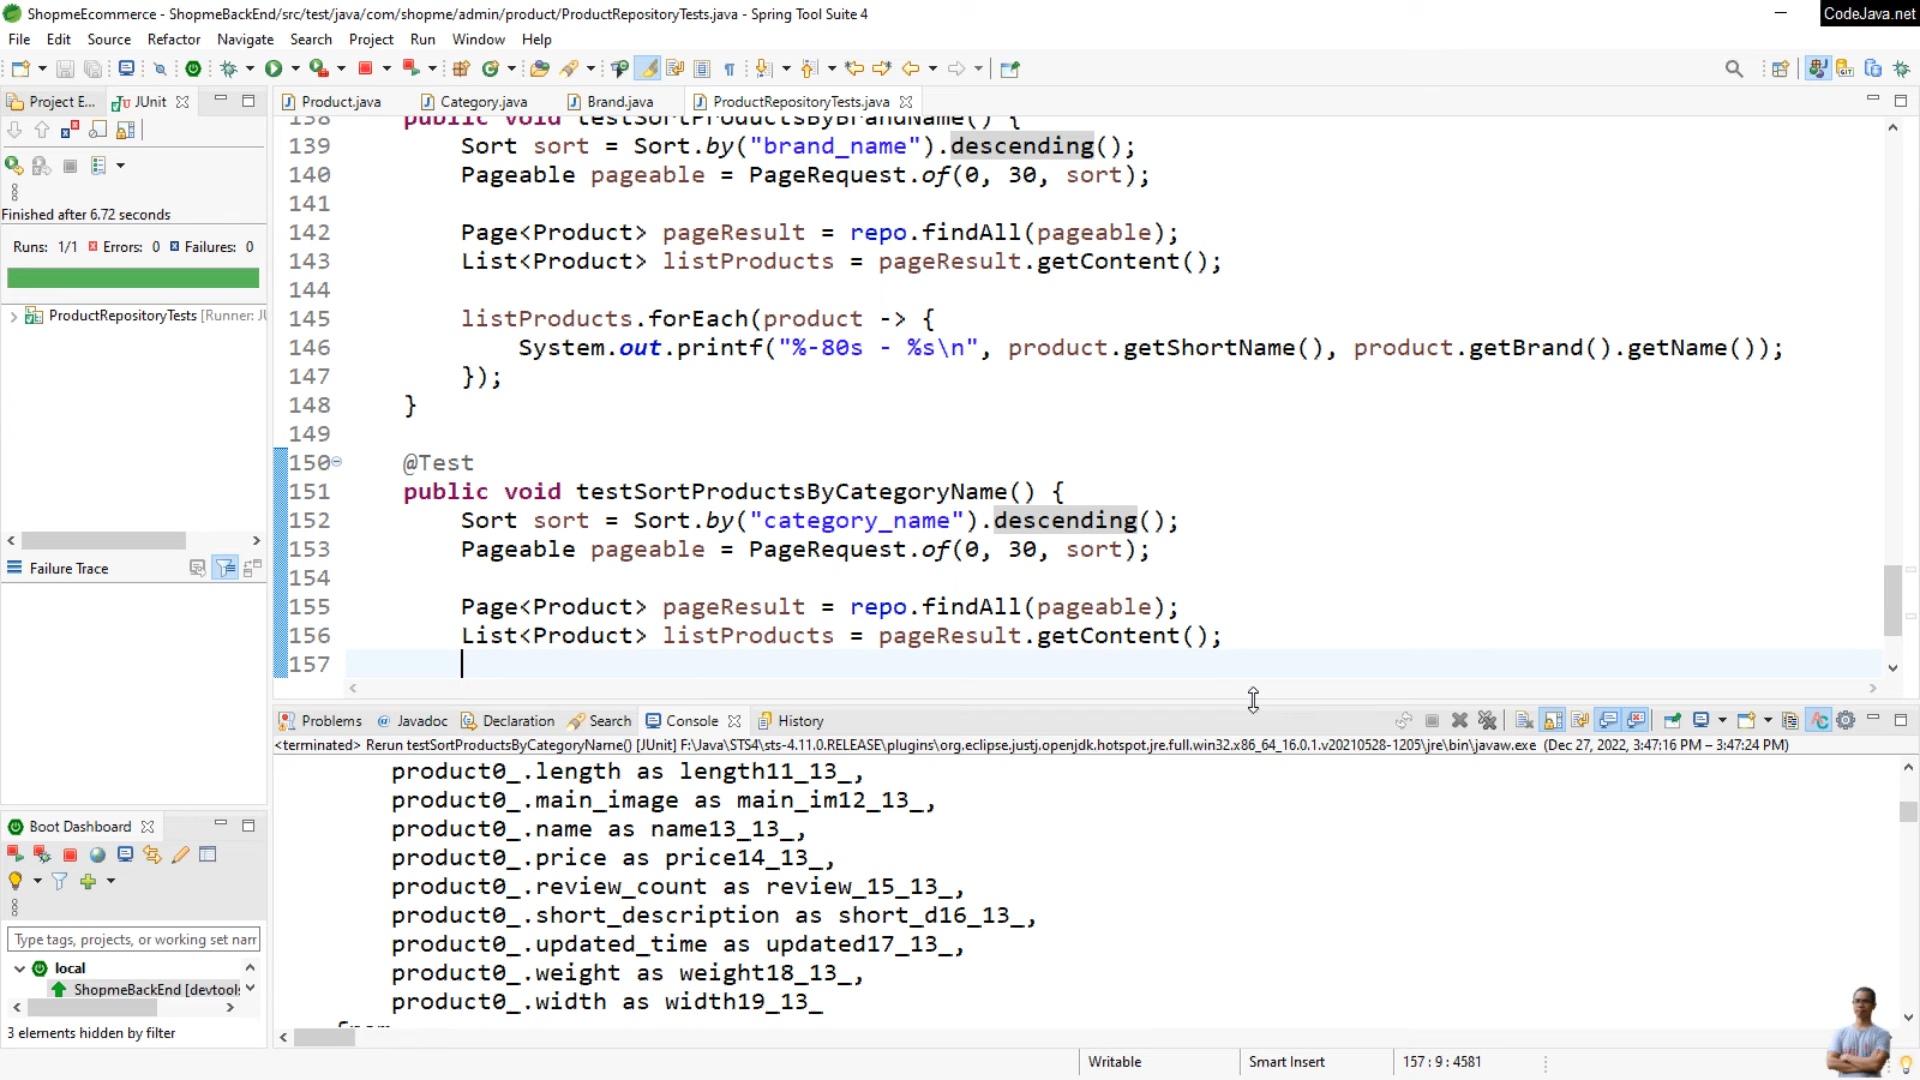 ShopmeEcommerce - ShopmeBackEnd/src/test/java/com/shopme/admin/product/ProductRepositoryTests.java - Spring Tool Suite 4
CodeJava.net
File Edit Source Refactor Navigate Search Project Run Window Help
Project E... JUnit
Product.java Category.java Brand.java ProductRepositoryTests.java
Finished after 6.72 seconds
Runs: 1/1 Errors: 0 Failures: 0
ProductRepositoryTests [Runner: JU
Failure Trace
138 public void testSortProductsByBrandName() {
139 Sort sort = Sort.by("brand_name").descending();
140 Pageable pageable = PageRequest.of(0, 30, sort);
141
142 Page<Product> pageResult = repo.findAll(pageable);
143 List<Product> listProducts = pageResult.getContent();
144
145 listProducts.forEach(product -> {
146 System.out.printf("%-80s - %s\n", product.getShortName(), product.getBrand().getName());
147 });
148 }
149
150 @Test
151 public void testSortProductsByCategoryName() {
152 Sort sort = Sort.by("category_name").descending();
153 Pageable pageable = PageRequest.of(0, 30, sort);
154
155 Page<Product> pageResult = repo.findAll(pageable);
156 List<Product> listProducts = pageResult.getContent();
157
Problems @ Javadoc Declaration Search Console History
<terminated> Rerun testSortProductsByCategoryName() [JUnit] F:\Java\STS4\sts-4.11.0.RELEASE\plugins\org.eclipse.justj.openjdk.hotspot.jre.full.win32.x86_64_16.0.1.v20210528-1205\jre\bin\javaw.exe (Dec 27, 2022, 3:47:16 PM – 3:47:24 PM)
product0_.length as length11_13_,
product0_.main_image as main_im12_13_,
product0_.name as name13_13_,
product0_.price as price14_13_,
product0_.review_count as review_15_13_,
product0_.short_description as short_d16_13_,
product0_.updated_time as updated17_13_,
product0_.weight as weight18_13_,
product0_.width as width19_13_
from
Boot Dashboard
Type tags, projects, or working set nam
local
ShopmeBackEnd [devtools
3 elements hidden by filter
Writable Smart Insert 157 : 9 : 4581